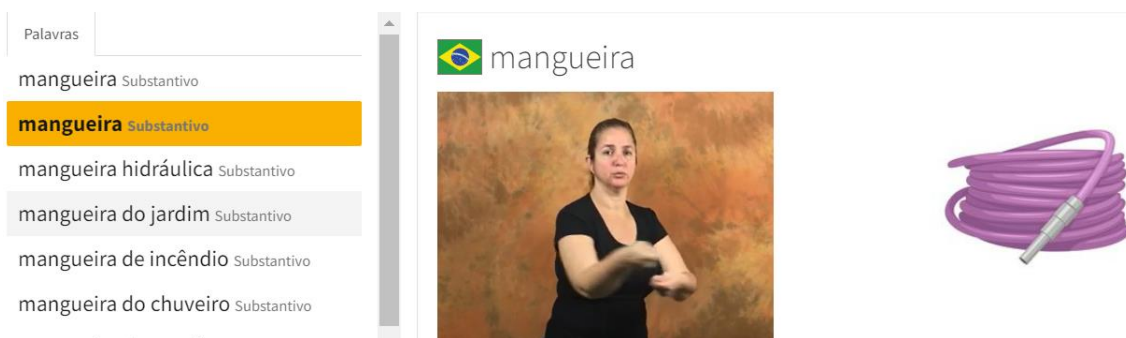 Palavras
mangueira Substantivo
mangueira Substantivo
mangueira hidráulica Substantivo
mangueira do jardim Substantivo
mangueira de incêndio Substantivo
mangueira do chuveiro Substantivo
mangueira